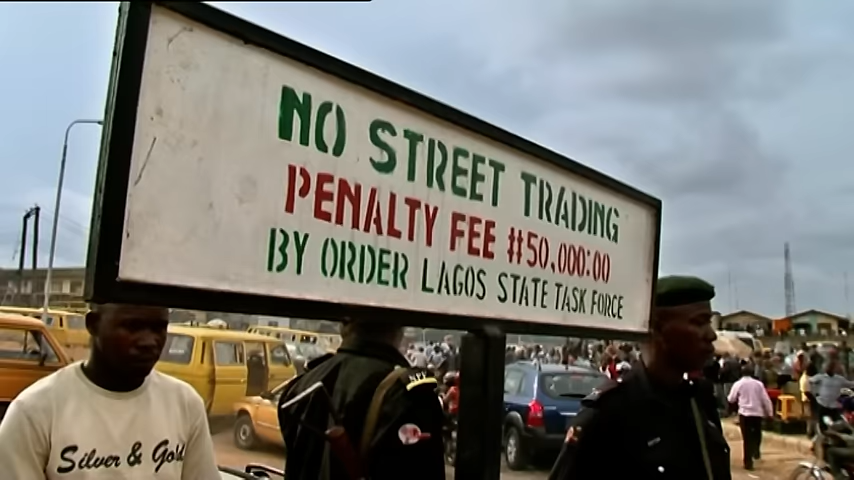 NO STREET TRADING
PENALTY FEE #50,000:00
BY ORDER LAGOS STATE TASK FORCE
Silver & Gold